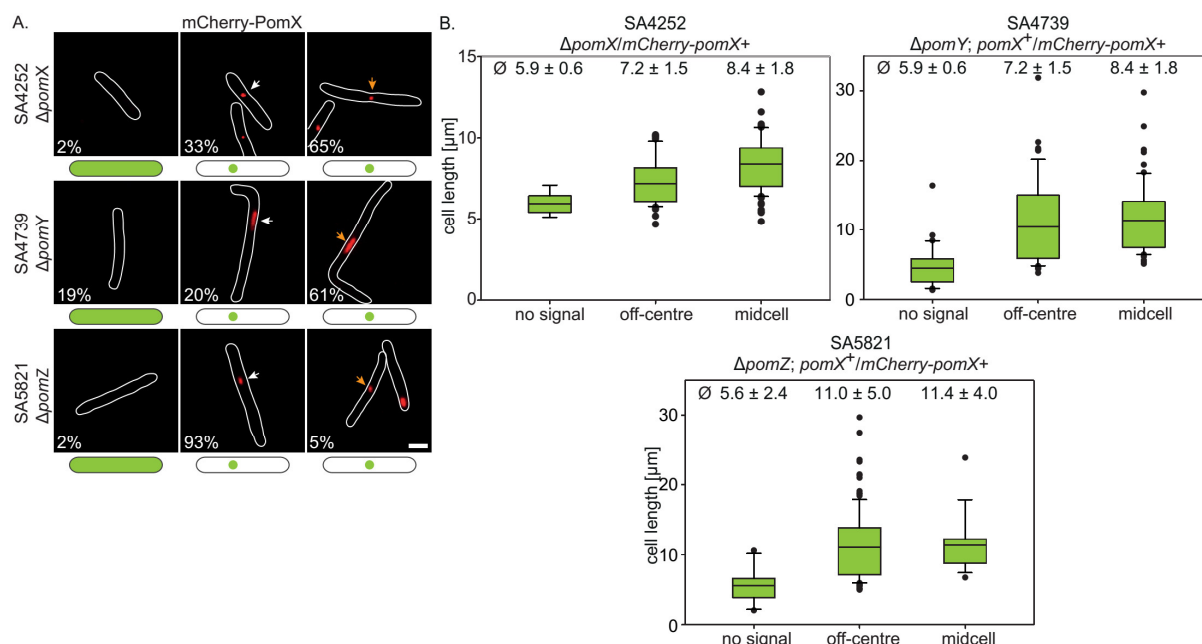 A.
mCherry-PomX
SA4252
ΔpomX
2%
33%
65%
SA4739
ΔpomY
19%
20%
61%
SA5821
ΔpomZ
2%
93%
5%
B.
SA4252
ΔpomX/mCherry-pomX+
Ø 5.9 ± 0.6 7.2 ± 1.5 8.4 ± 1.8
cell length [µm]
15
10
5
0
no signal off-centre midcell
SA4739
ΔpomY; pomX⁺/mCherry-pomX+
5.9 ± 0.6 7.2 ± 1.5 8.4 ± 1.8
30
20
10
0
no signal off-centre midcell
SA5821
ΔpomZ; pomX⁺/mCherry-pomX+
Ø 5.6 ± 2.4 11.0 ± 5.0 11.4 ± 4.0
cell length [µm]
30
20
10
0
no signal off-centre midcell